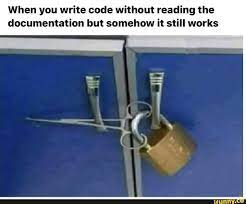 When you write code without reading the
documentation but somehow it still works
ifunny.co